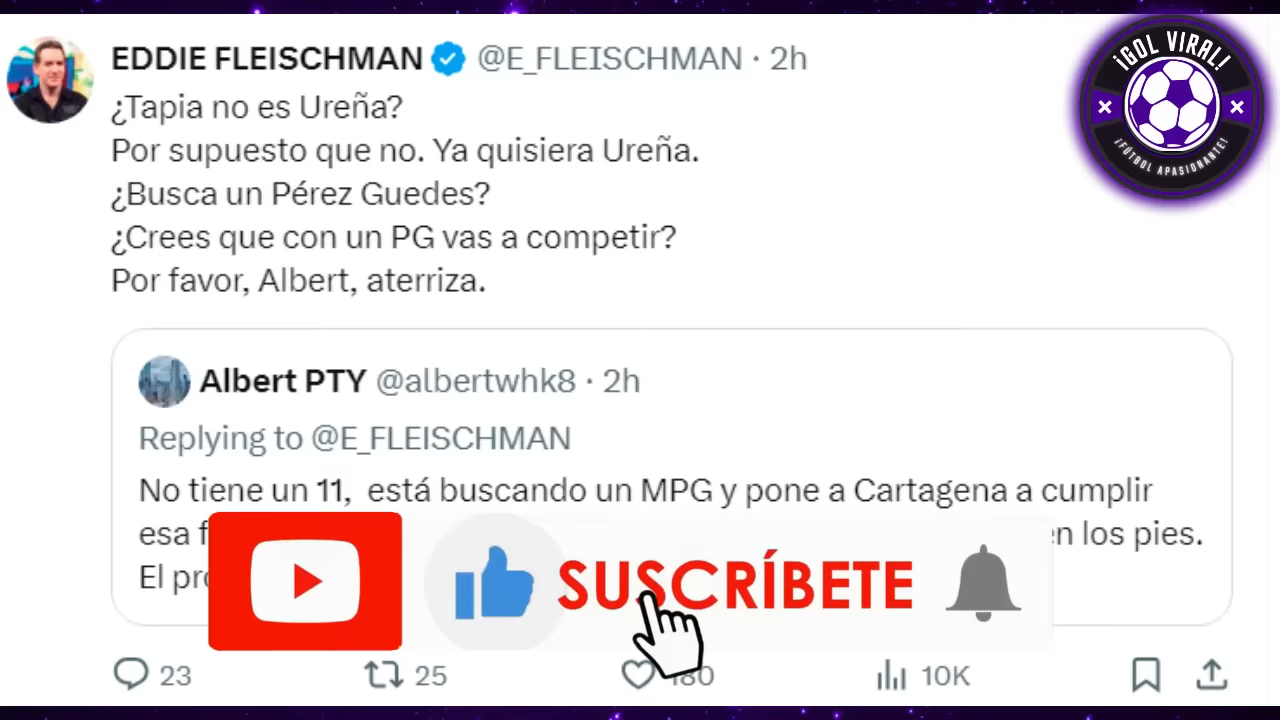 EDDIE FLEISCHMAN @E_FLEISCHMAN · 2h
¿Tapia no es Ureña?
Por supuesto que no. Ya quisiera Ureña.
¿Busca un Pérez Guedes?
¿Crees que con un PG vas a competir?
Por favor, Albert, aterriza.
Albert PTY @albertwhk8 · 2h
Replying to @E_FLEISCHMAN
No tiene un 11, está buscando un MPG y pone a Cartagena a cumplir
esa los pies.
El
SUSCRÍBETE
23 25 180 10K
¡GOL VIRAL!
¡FÚTBOL APASIONANTE!